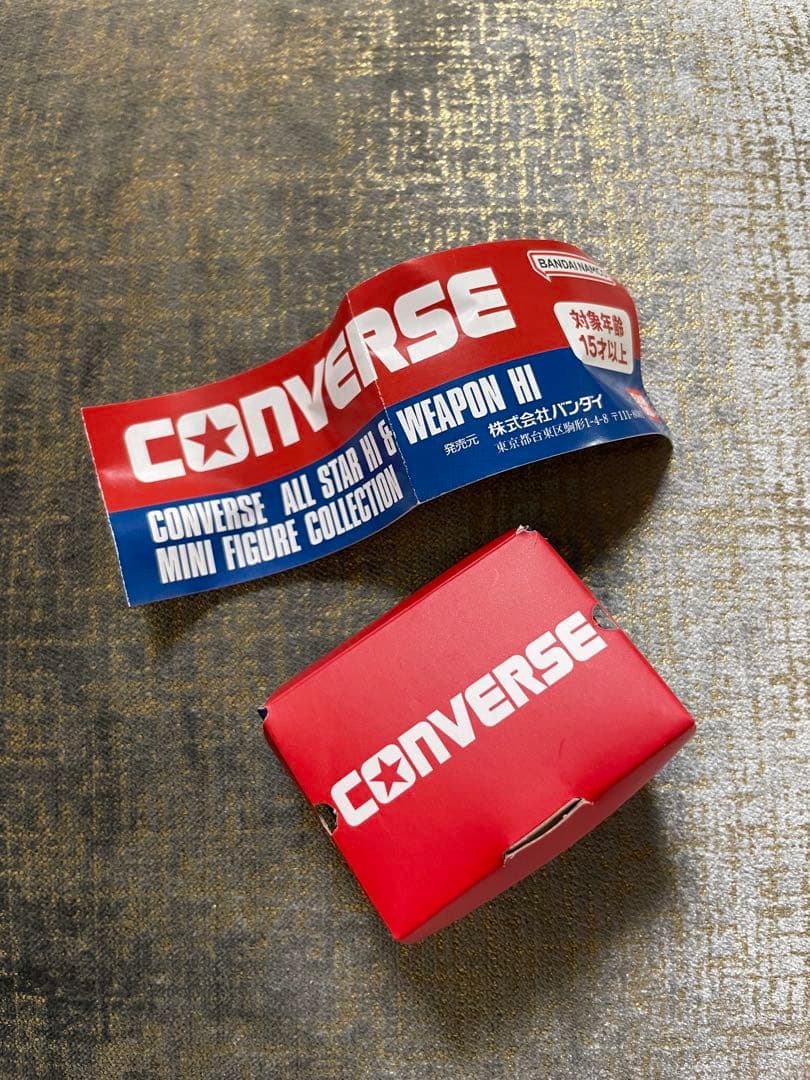 CONVERSE
BANDAI NAMCO
対象年齢
15才以上
CONVERSE ALL STAR HI & WEAPON HI
MINI FIGURE COLLECTION
発売元 株式会社バンダイ
東京都台東区駒形1-4-8 〒111-
CONVERSE